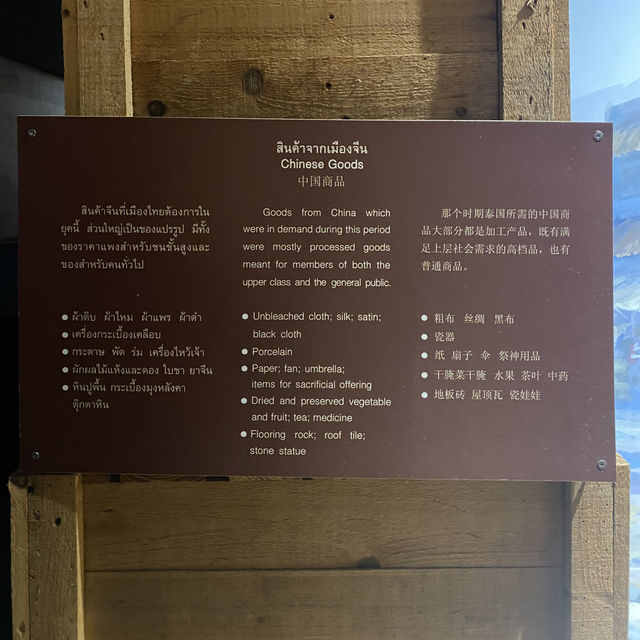 สินค้าจากเมืองจีน
Chinese Goods
中国商品
สินค้าจีนที่เมืองไทยต้องการใน
ยุคนี้ ส่วนใหญ่เป็นของแปรรูป มีทั้ง
ของราคาแพงสำหรับชนชั้นสูงและ
ของสำหรับคนทั่วไป
● ผ้าดิบ ผ้าไหม ผ้าแพร ผ้าดำ
● เครื่องกระเบื้องเคลือบ
● กระดาษ พัด ร่ม เครื่องไหว้เจ้า
● ผักผลไม้แห้งและดอง ใบชา ยาจีน
● หินปูพื้น กระเบื้องมุงหลังคา
ตุ๊กตาหิน
Goods from China which
were in demand during this period
were mostly processed goods
meant for members of both the
upper class and the general public.
● Unbleached cloth; silk; satin;
black cloth
● Porcelain
● Paper; fan; umbrella;
items for sacrificial offering
● Dried and preserved vegetable
and fruit; tea; medicine
● Flooring rock; roof tile;
stone statue
那个时期泰国所需的中国商
品大部分都是加工产品，既有满
足上层社会需求的高档品，也有
普通商品。
● 粗布 丝绸 黑布
● 瓷器
● 纸 扇子 伞 祭神用品
● 干腌菜干腌 水果 茶叶 中药
● 地板砖 屋顶瓦 瓷娃娃